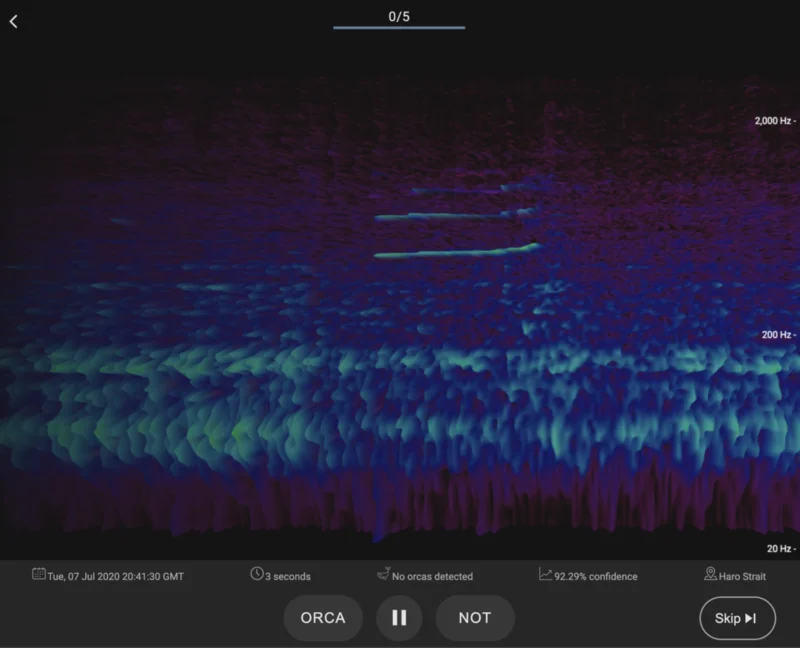 0/5
2,000 Hz -
200 Hz -
20 Hz -
Tue, 07 Jul 2020 20:41:30 GMT
3 seconds
No orcas detected
92.29% confidence
Haro Strait
ORCA
NOT
Skip